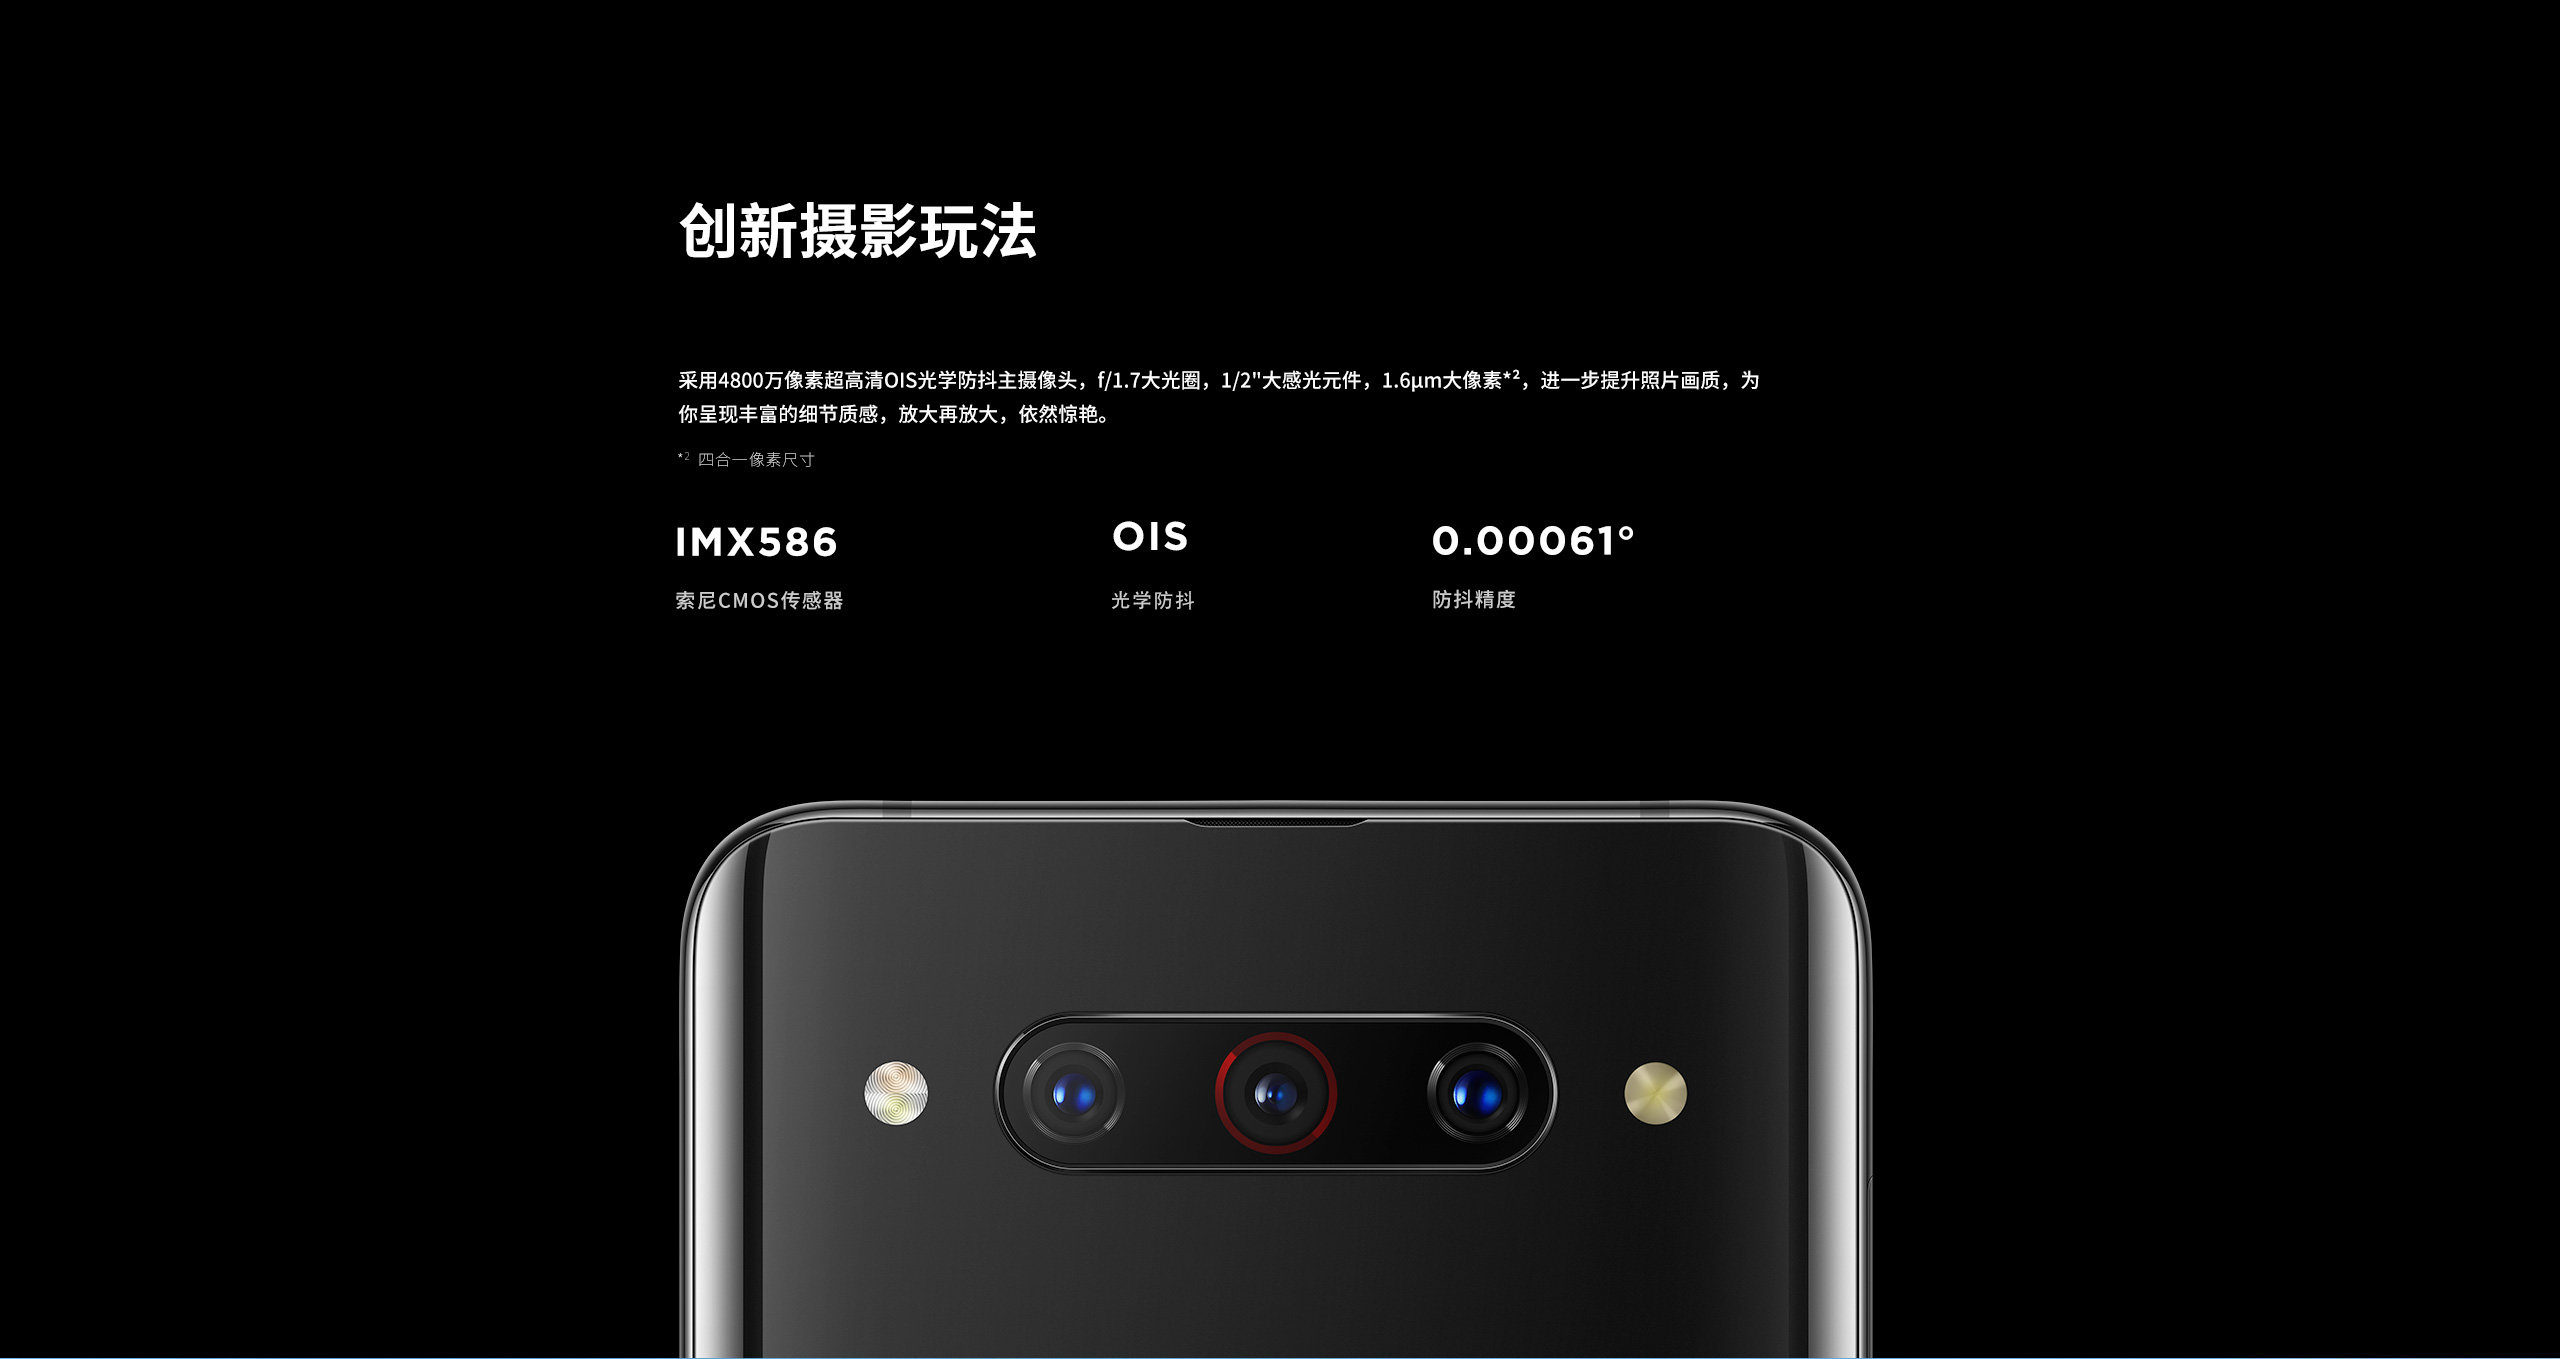 创新摄影玩法
采用4800万像素超高清OIS光学防抖主摄像头，f/1.7大光圈，1/2"大感光元件，1.6μm大像素*²，进一步提升照片画质，为
你呈现丰富的细节质感，放大再放大，依然惊艳。
*² 四合一像素尺寸
IMX586 OIS 0.00061°
索尼CMOS传感器 光学防抖 防抖精度